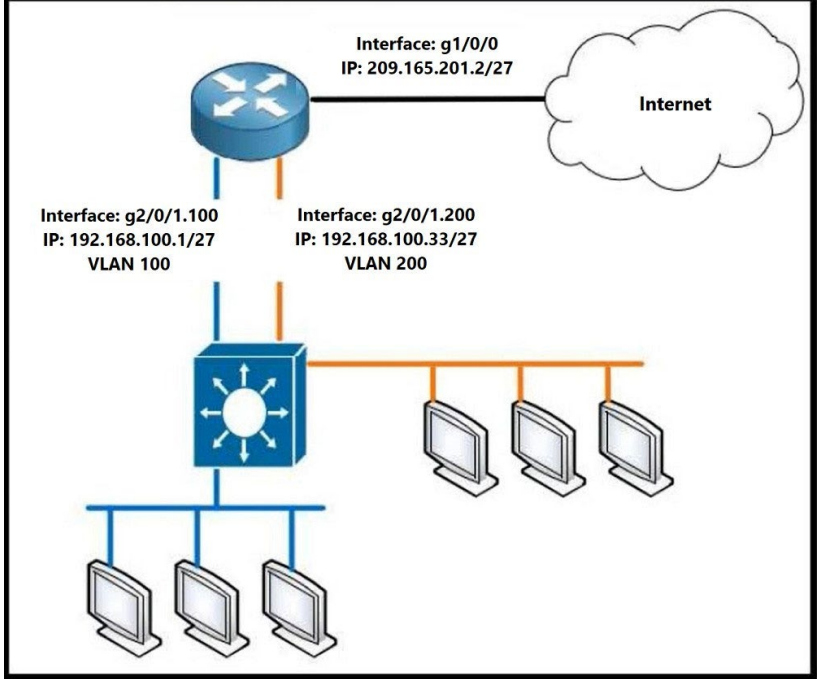 Interface: g1/0/0
IP: 209.165.201.2/27
Internet
Interface: g2/0/1.100
IP: 192.168.100.1/27
VLAN 100
Interface: g2/0/1.200
IP: 192.168.100.33/27
VLAN 200